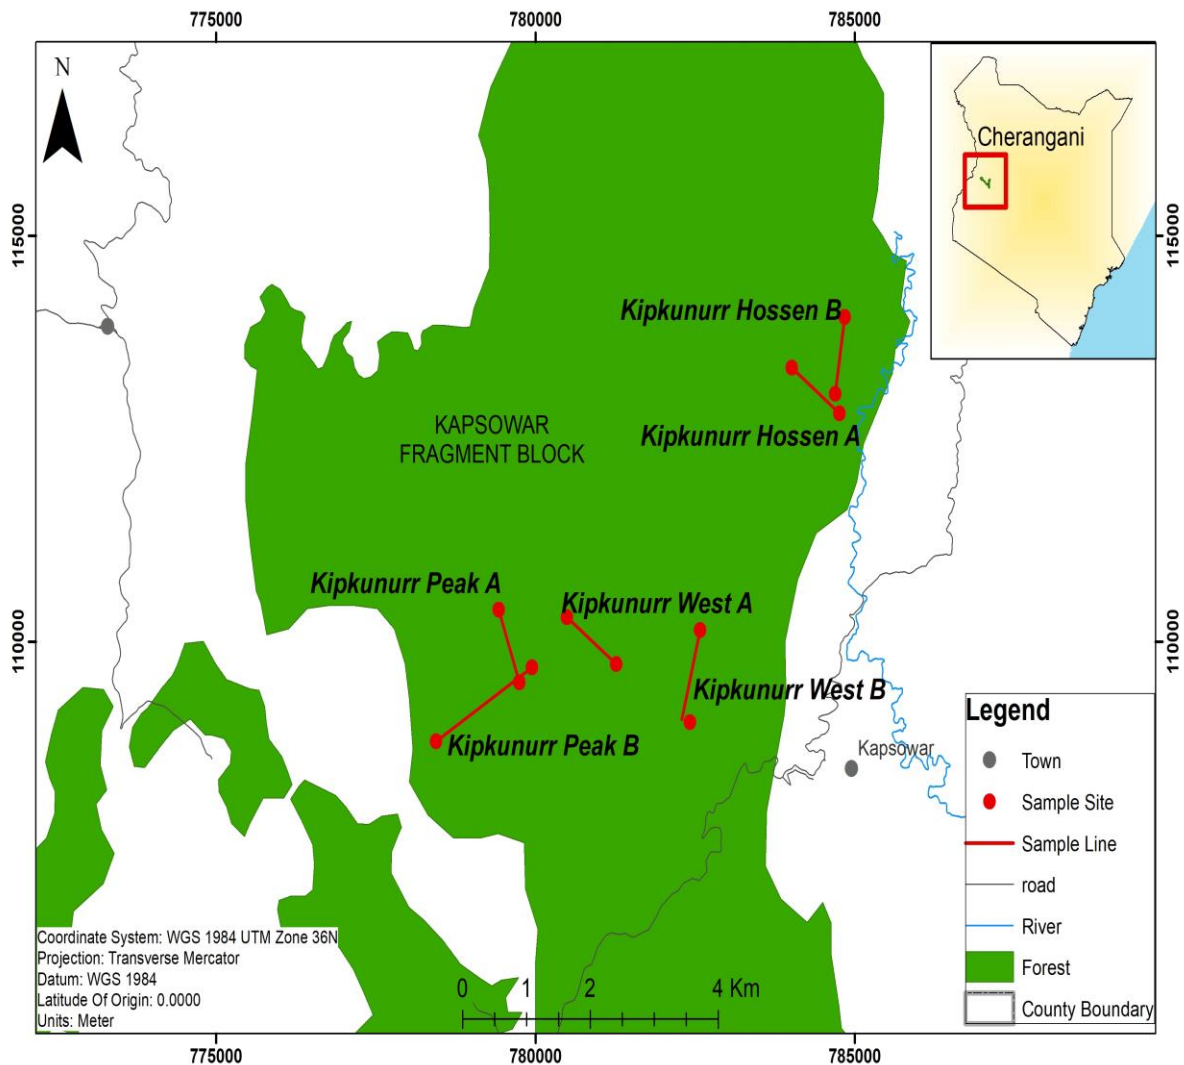 775000
780000
785000
N
Cherangani
115000
115000
Kipkunurr Hossen B
KAPSOWAR
FRAGMENT BLOCK
Kipkunurr Hossen A
Kipkunurr Peak A
Kipkunurr West A
110000
110000
Kipkunurr West B
Kipkunurr Peak B
Kapsowar
Legend
Town
Sample Site
Sample Line
road
River
Forest
County Boundary
Coordinate System: WGS 1984 UTM Zone 36N
Projection: Transverse Mercator
Datum: WGS 1984
Latitude Of Origin: 0.0000
Units: Meter
0 1 2 4 Km
775000
780000
785000